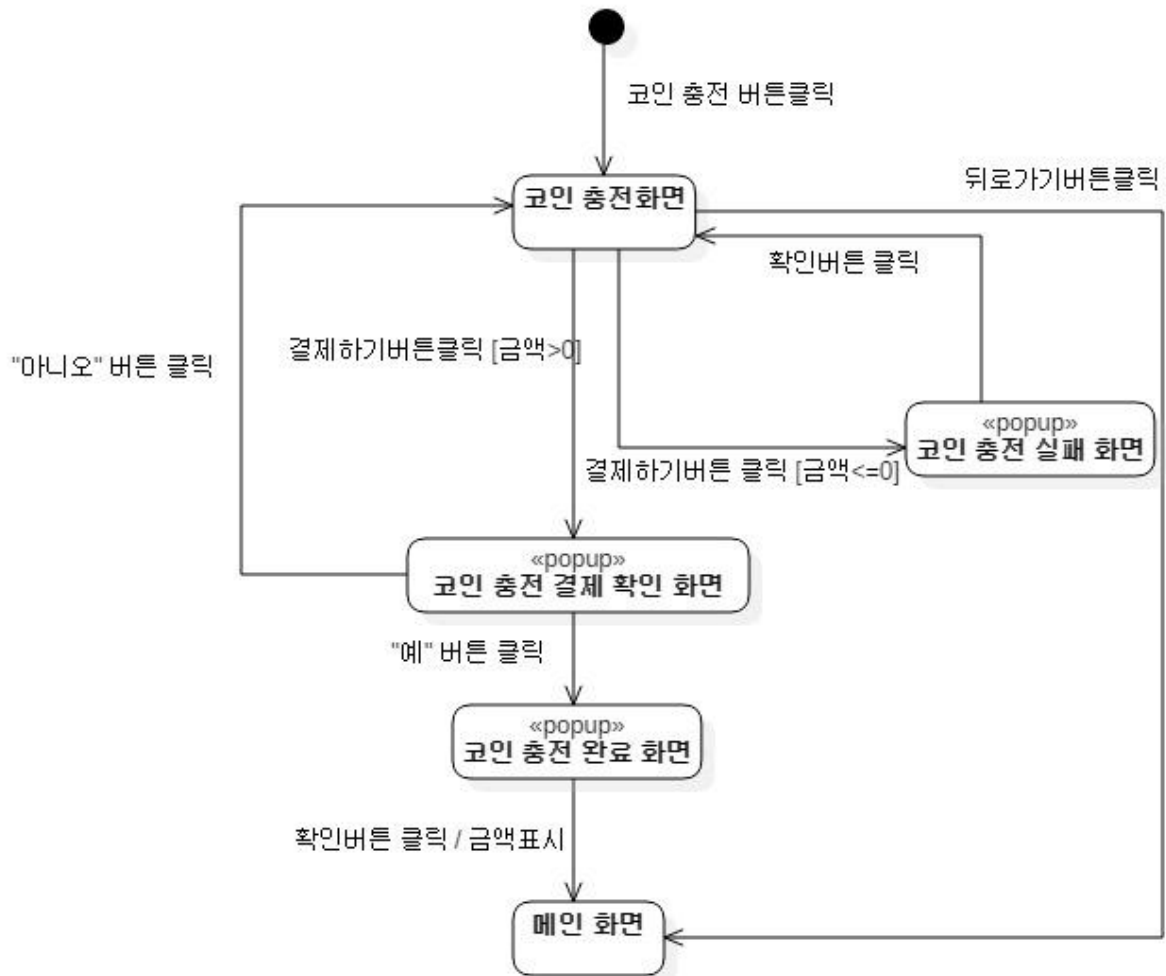 코인 충전 버튼클릭
뒤로가기버튼클릭
코인 충전화면
확인버튼 클릭
결제하기버튼클릭 [금액>0]
"아니오" 버튼 클릭
«popup»
코인 충전 실패 화면
결제하기버튼 클릭 [금액<=0]
«popup»
코인 충전 결제 확인 화면
"예" 버튼 클릭
«popup»
코인 충전 완료 화면
확인버튼 클릭 / 금액표시
메인 화면